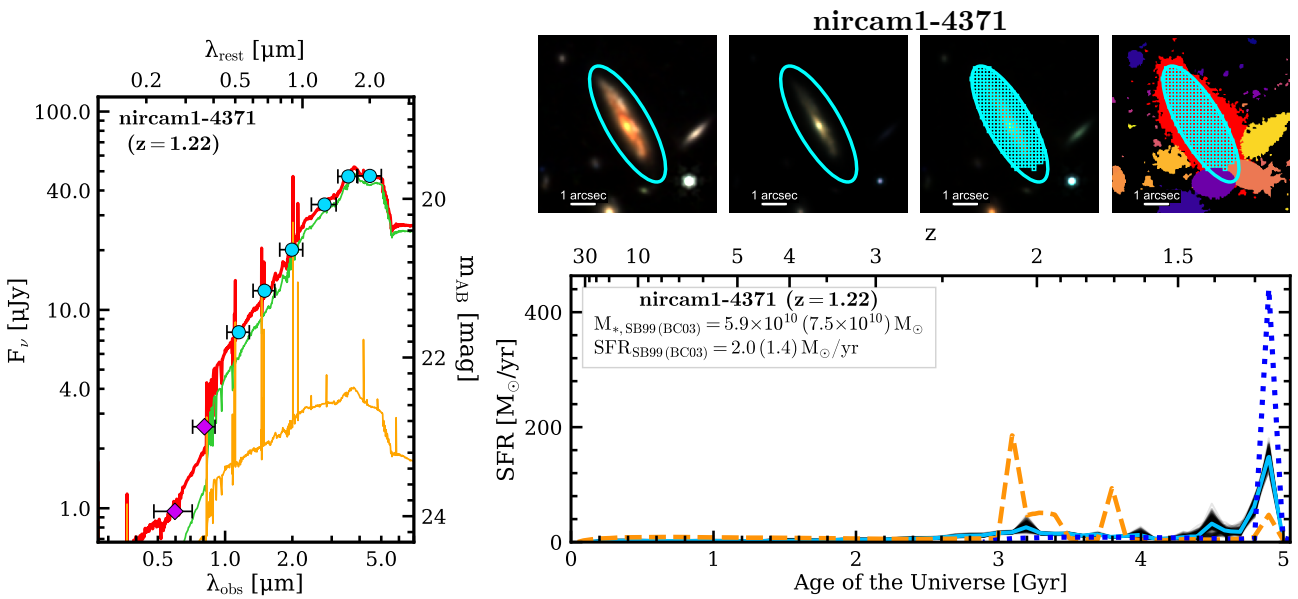 nircam1-4371
λrest [μm]
0.2 0.5 1.0 2.0
nircam1-4371
(z = 1.22)
100.0
40.0
10.0
4.0
1.0
Fν [μJy]
20
22
24
mAB [mag]
0.5 1.0 2.0 5.0
λobs [μm]
1 arcsec
1 arcsec
1 arcsec
1 arcsec
z
30 10 5 4 3 2 1.5
nircam1-4371 (z = 1.22)
M*, SB99 (BC03) = 5.9×10¹⁰ (7.5×10¹⁰) M⊙
SFRSB99 (BC03) = 2.0 (1.4) M⊙/yr
400
200
0
SFR [M⊙/yr]
0 1 2 3 4 5
Age of the Universe [Gyr]